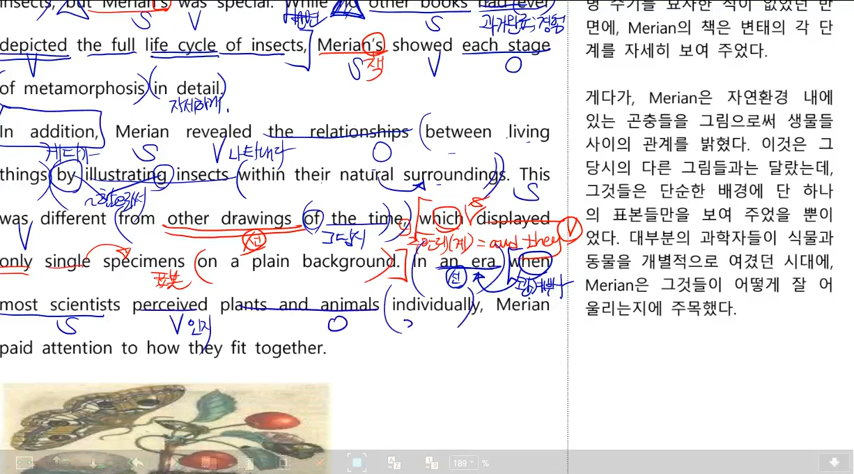 insects, but Merian's was special. While no other books had ever
depicted the full life cycle of insects, Merian's showed each stage
of metamorphosis in detail.
In addition, Merian revealed the relationships between living
things by illustrating insects within their natural surroundings. This
was different from other drawings of the time, which displayed
only single specimens on a plain background. In an era when
most scientists perceived plants and animals individually, Merian
paid attention to how they fit together.
S V S
V S 책 V O
자세하게.
게다가 S V 나타내다 O
S
V 선 그 당시 = and they V
표본 선
S V 인지 O
명 주기를 묘사한 적이 없었던 반
면에, Merian의 책은 변태의 각 단
계를 자세히 보여 주었다.
게다가, Merian은 자연환경 내에
있는 곤충들을 그림으로써 생물들
사이의 관계를 밝혔다. 이것은 그
당시의 다른 그림들과는 달랐는데,
그것들은 단순한 배경에 단 하나
의 표본들만을 보여 주었을 뿐이
었다. 대부분의 과학자들이 식물과
동물을 개별적으로 여겼던 시대에,
Merian은 그것들이 어떻게 잘 어
울리는지에 주목했다.
189 %